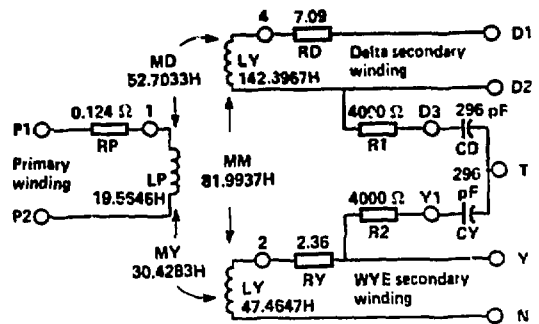 4
7.09
D1
RD
MD
52.7033H
LY
142.3967H
Delta secondary
winding
D2
0.124 Ω
1
P1
RP
4000 Ω
D3
296 pF
R1
CD
Primary
winding
LP
19.5546H
MM
81.9937H
T
296
pF
4000 Ω
Y1
R2
CY
P2
MY
30.4283H
2
2.36
Y
RY
LY
47.4647H
WYE secondary
winding
N